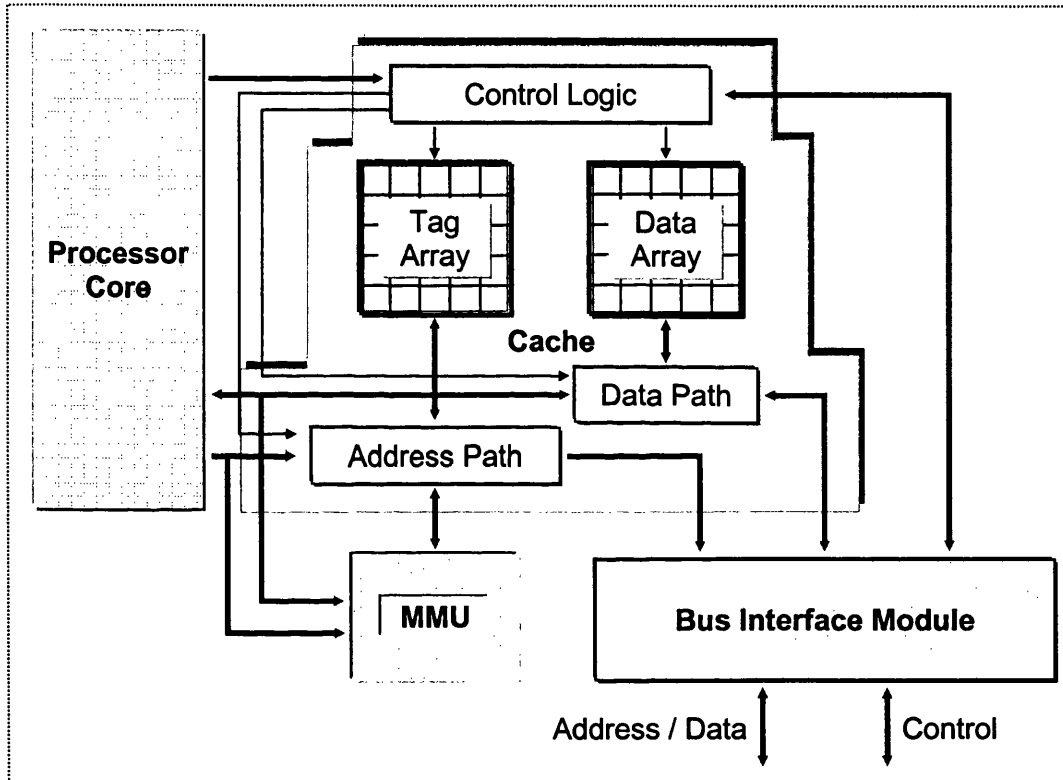 Control Logic
Tag
Array
Data
Array
Processor
Core
Cache
Data Path
Address Path
MMU
Bus Interface Module
Address / Data
Control